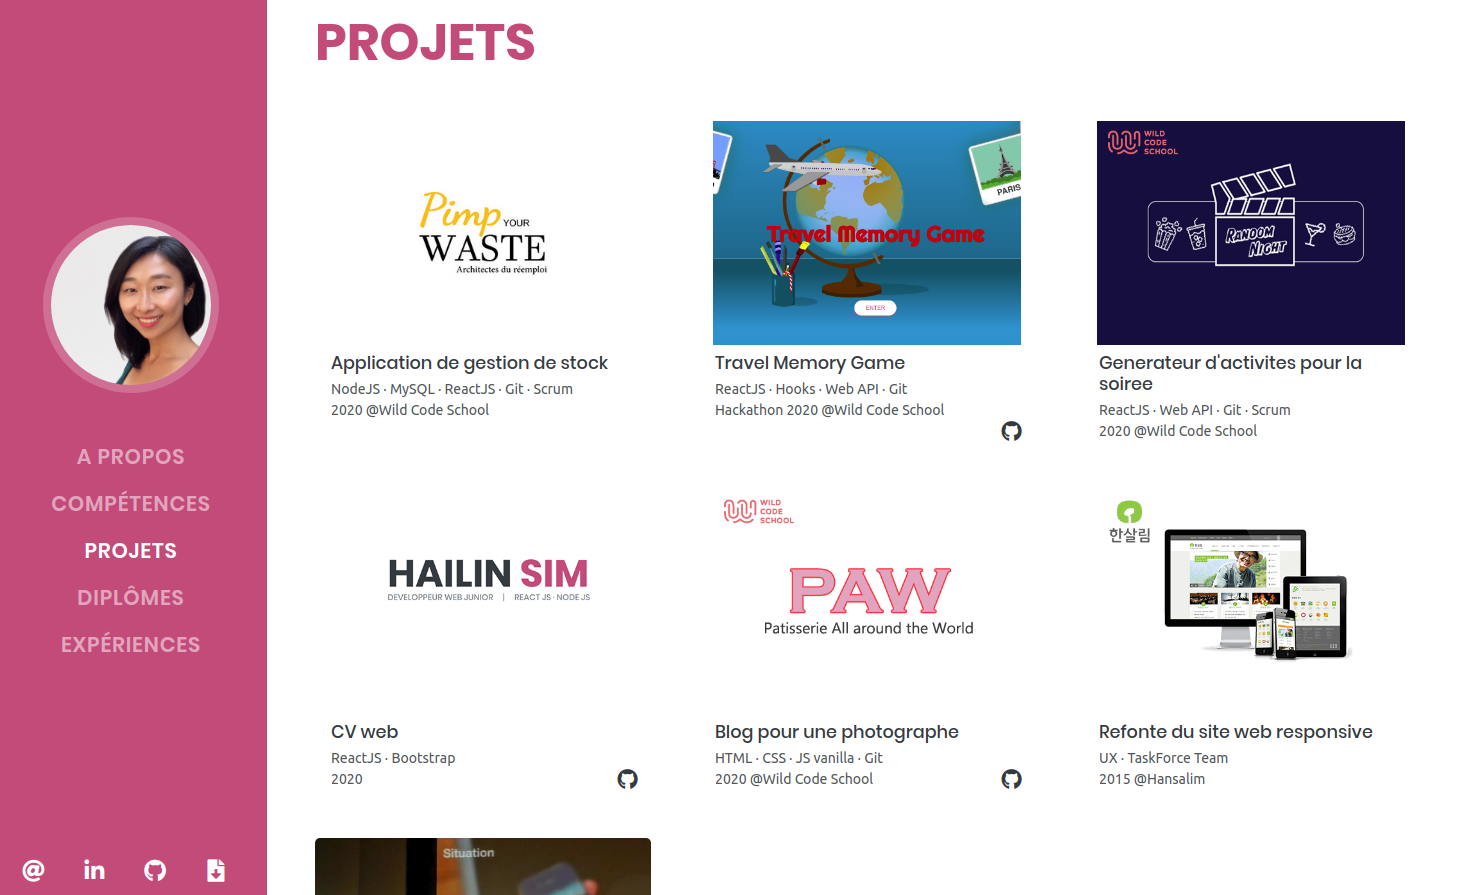 PROJETS
A PROPOS
COMPÉTENCES
PROJETS
DIPLÔMES
EXPÉRIENCES
Pimp YOUR
WASTE
Architectes du réemploi
Application de gestion de stock
NodeJS · MySQL · ReactJS · Git · Scrum
2020 @Wild Code School
PARIS
Travel Memory Game
ENTER
Travel Memory Game
ReactJS · Hooks · Web API · Git
Hackathon 2020 @Wild Code School
WILD
CODE
SCHOOL
RANDOM
NIGHT
Generateur d'activites pour la
soiree
ReactJS · Web API · Git · Scrum
2020 @Wild Code School
HAILIN SIM
DEVELOPPEUR WEB JUNIOR | REACT JS · NODE JS
CV web
ReactJS · Bootstrap
2020
WILD
CODE
SCHOOL
PAW
Patisserie All around the World
Blog pour une photographe
HTML · CSS · JS vanilla · Git
2020 @Wild Code School
한살림
Refonte du site web responsive
UX · TaskForce Team
2015 @Hansalim
Situation
@ in